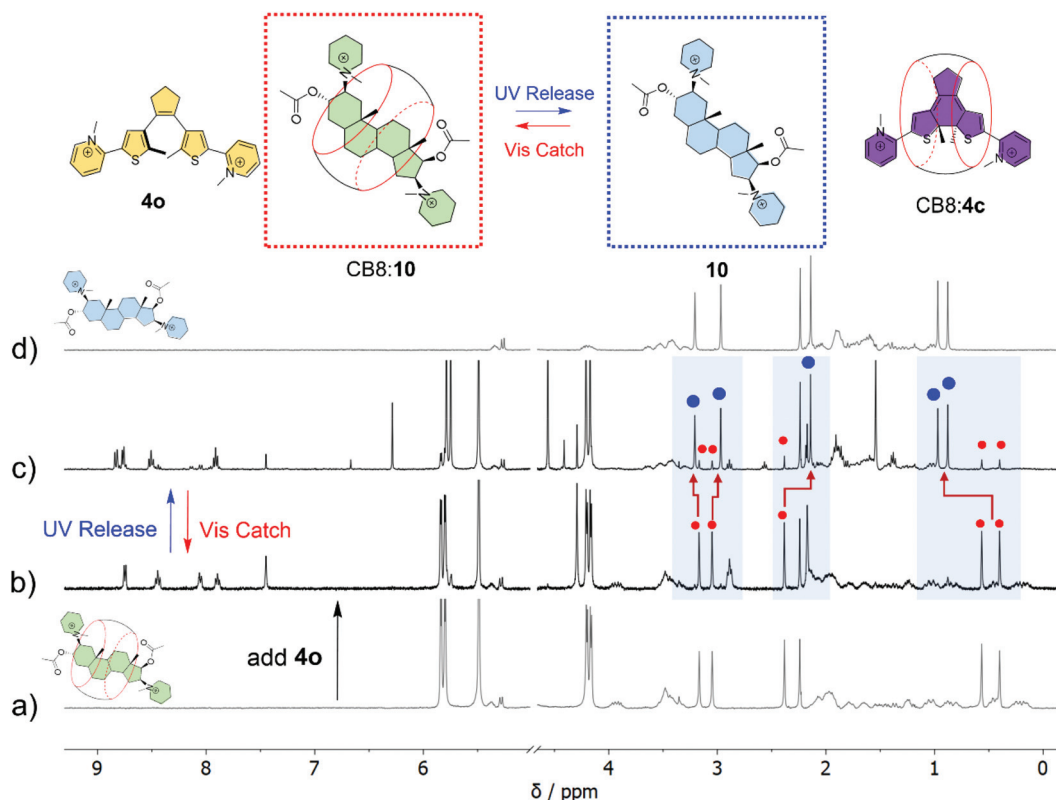 UV Release
Vis Catch
4o
CB8:10
10
CB8:4c
d)
c)
UV Release
Vis Catch
b)
add 4o
a)
9
8
7
6
5
4
3
2
1
0
δ / ppm